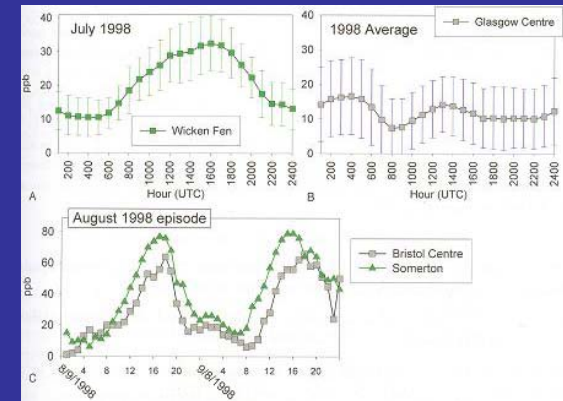 July 1998
ppb
40
30
20
10
0
Wicken Fen
200 400 600 800 1000 1200 1400 1600 1800 2000 2200 2400
Hour (UTC)
A
1998 Average
Glasgow Centre
40
30
20
10
0
200 400 600 800 1000 1200 1400 1600 1800 2000 2200 2400
Hour (UTC)
B
August 1998 episode
ppb
80
60
40
20
0
Bristol Centre
Somerton
8/9/1998 4 8 12 16 20 9/8/1998 4 8 12 16 20
C